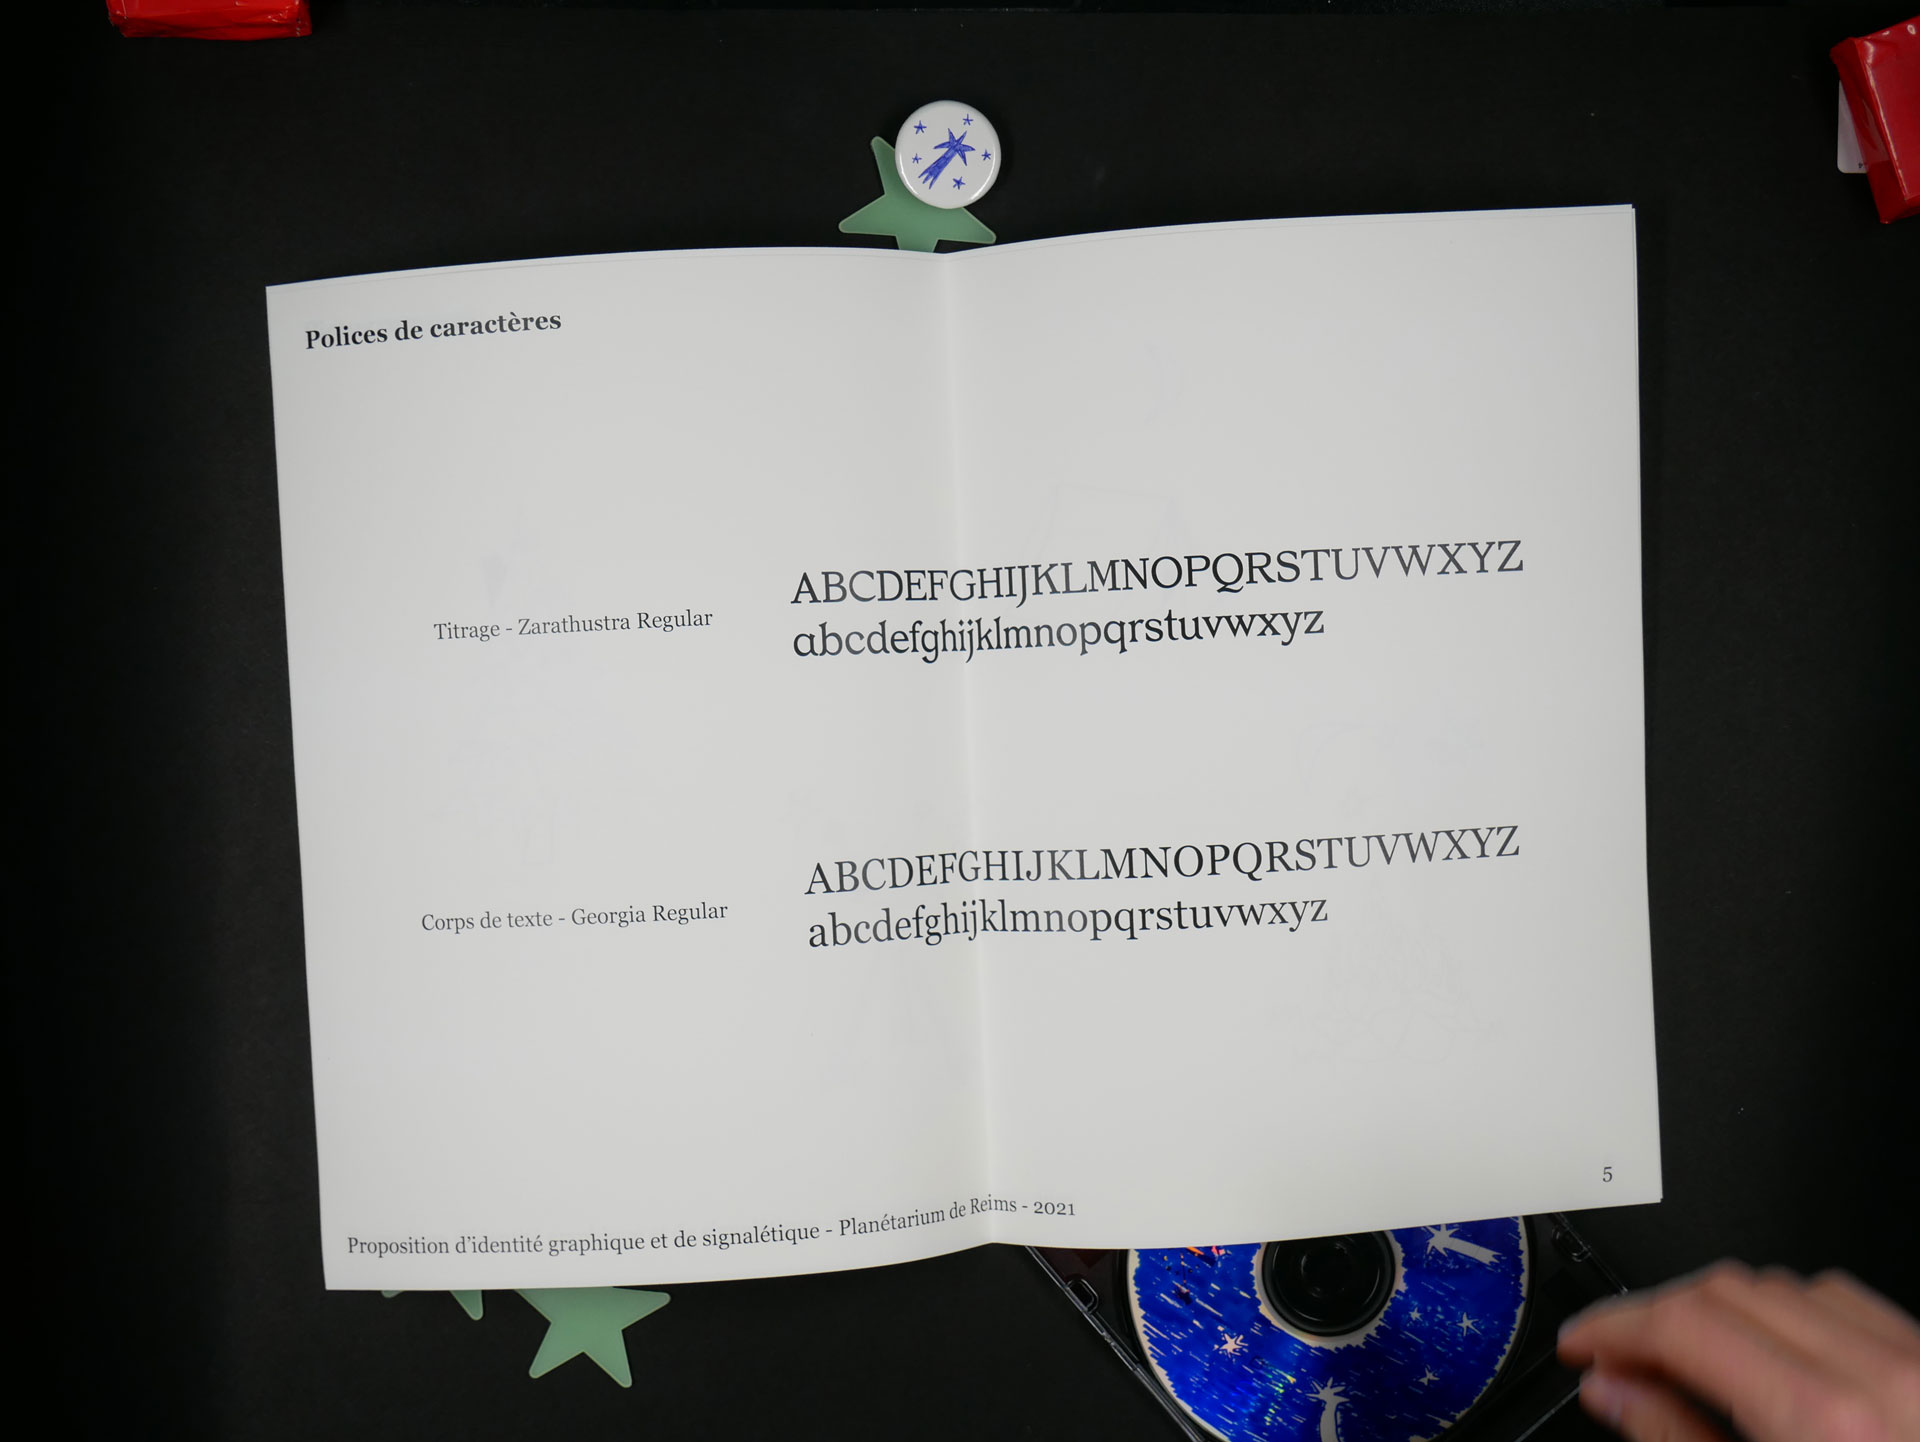 Polices de caractères
Titrage - Zarathustra Regular
ABCDEFGHIJKLMNOPQRSTUVWXYZ
abcdefghijklmnopqrstuvwxyz
Corps de texte - Georgia Regular
ABCDEFGHIJKLMNOPQRSTUVWXYZ
abcdefghijklmnopqrstuvwxyz
Proposition d'identité graphique et de signalétique - Planétarium de Reims - 2021
5